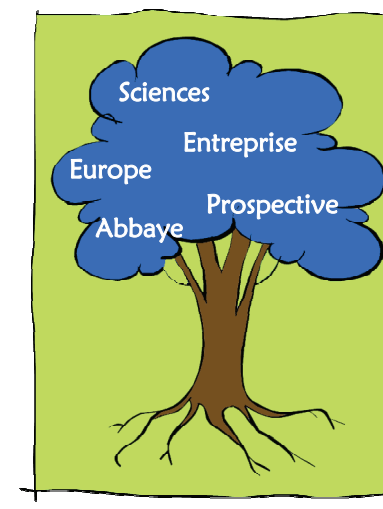 Sciences
Entreprise
Europe
Prospective
Abbaye